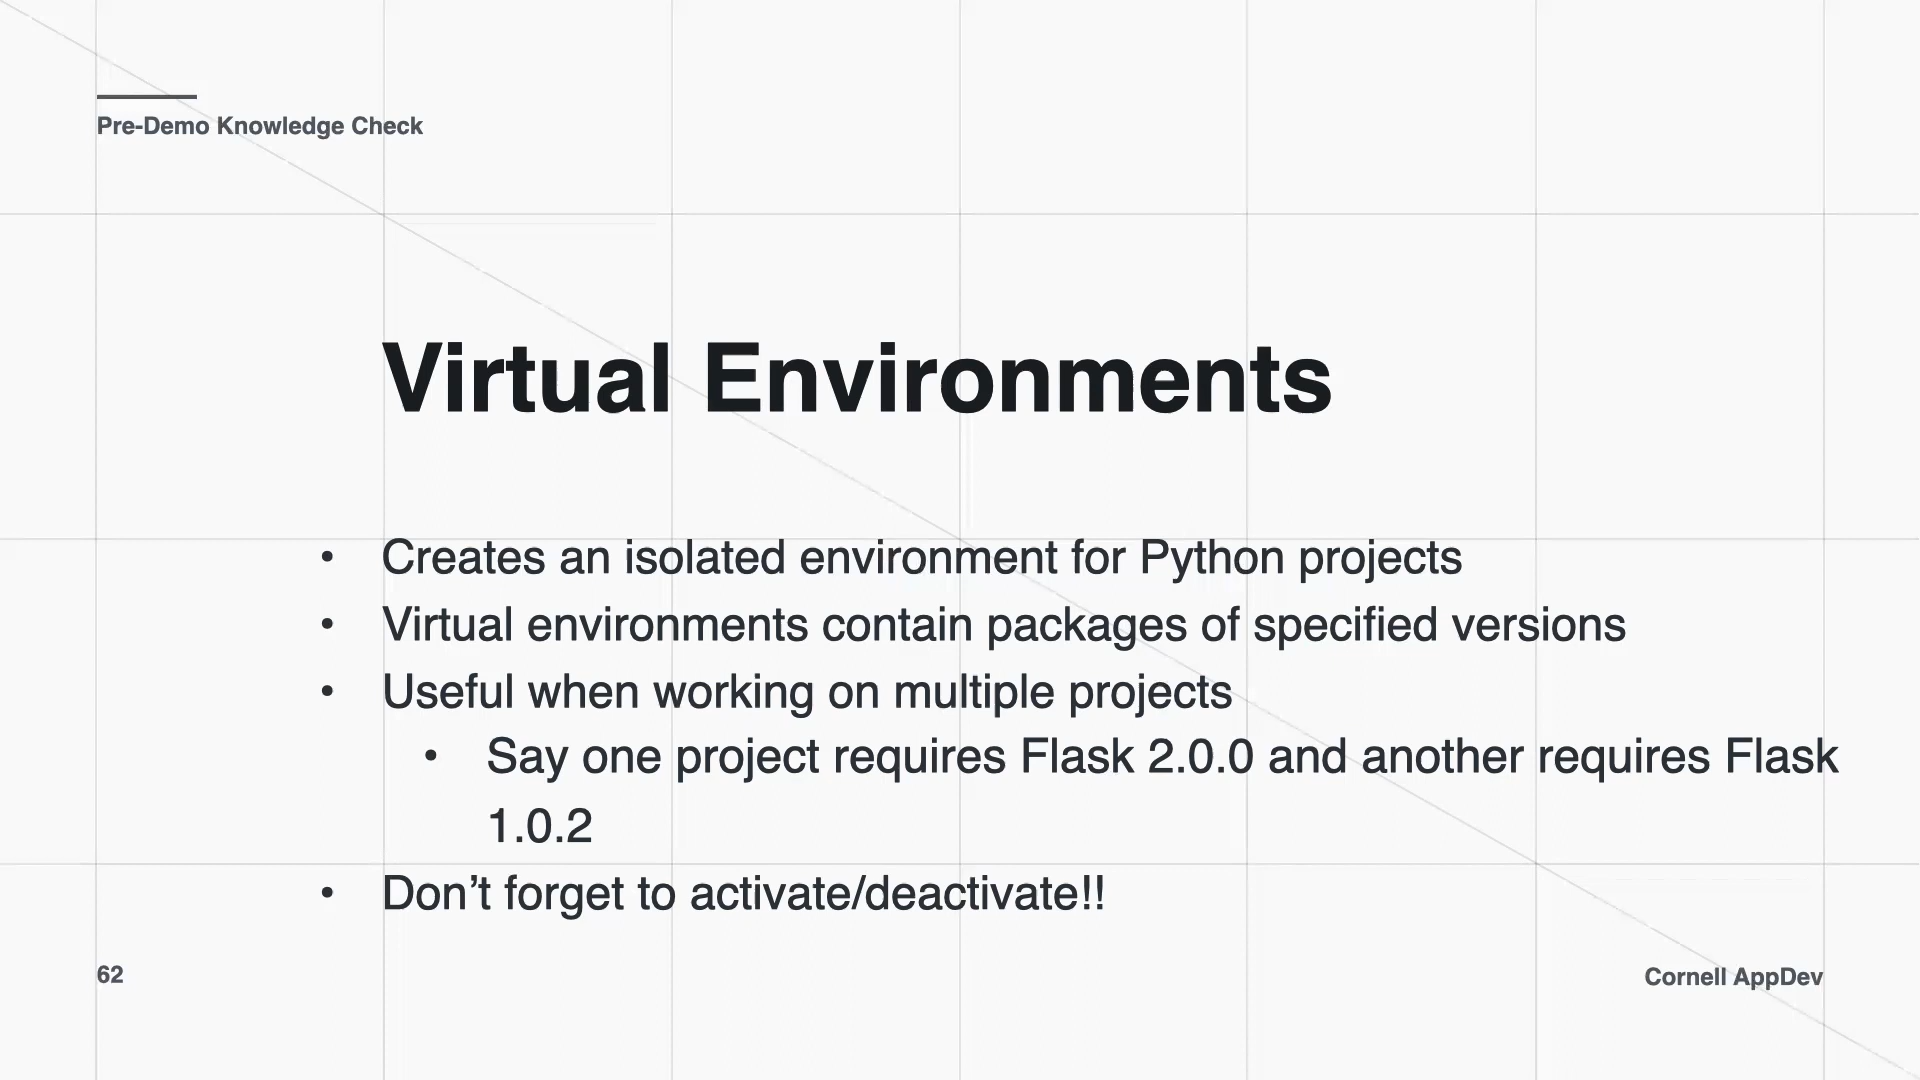 Pre-Demo Knowledge Check
Virtual Environments
• Creates an isolated environment for Python projects
• Virtual environments contain packages of specified versions
• Useful when working on multiple projects
• Say one project requires Flask 2.0.0 and another requires Flask
1.0.2
• Don’t forget to activate/deactivate!!
62
Cornell AppDev